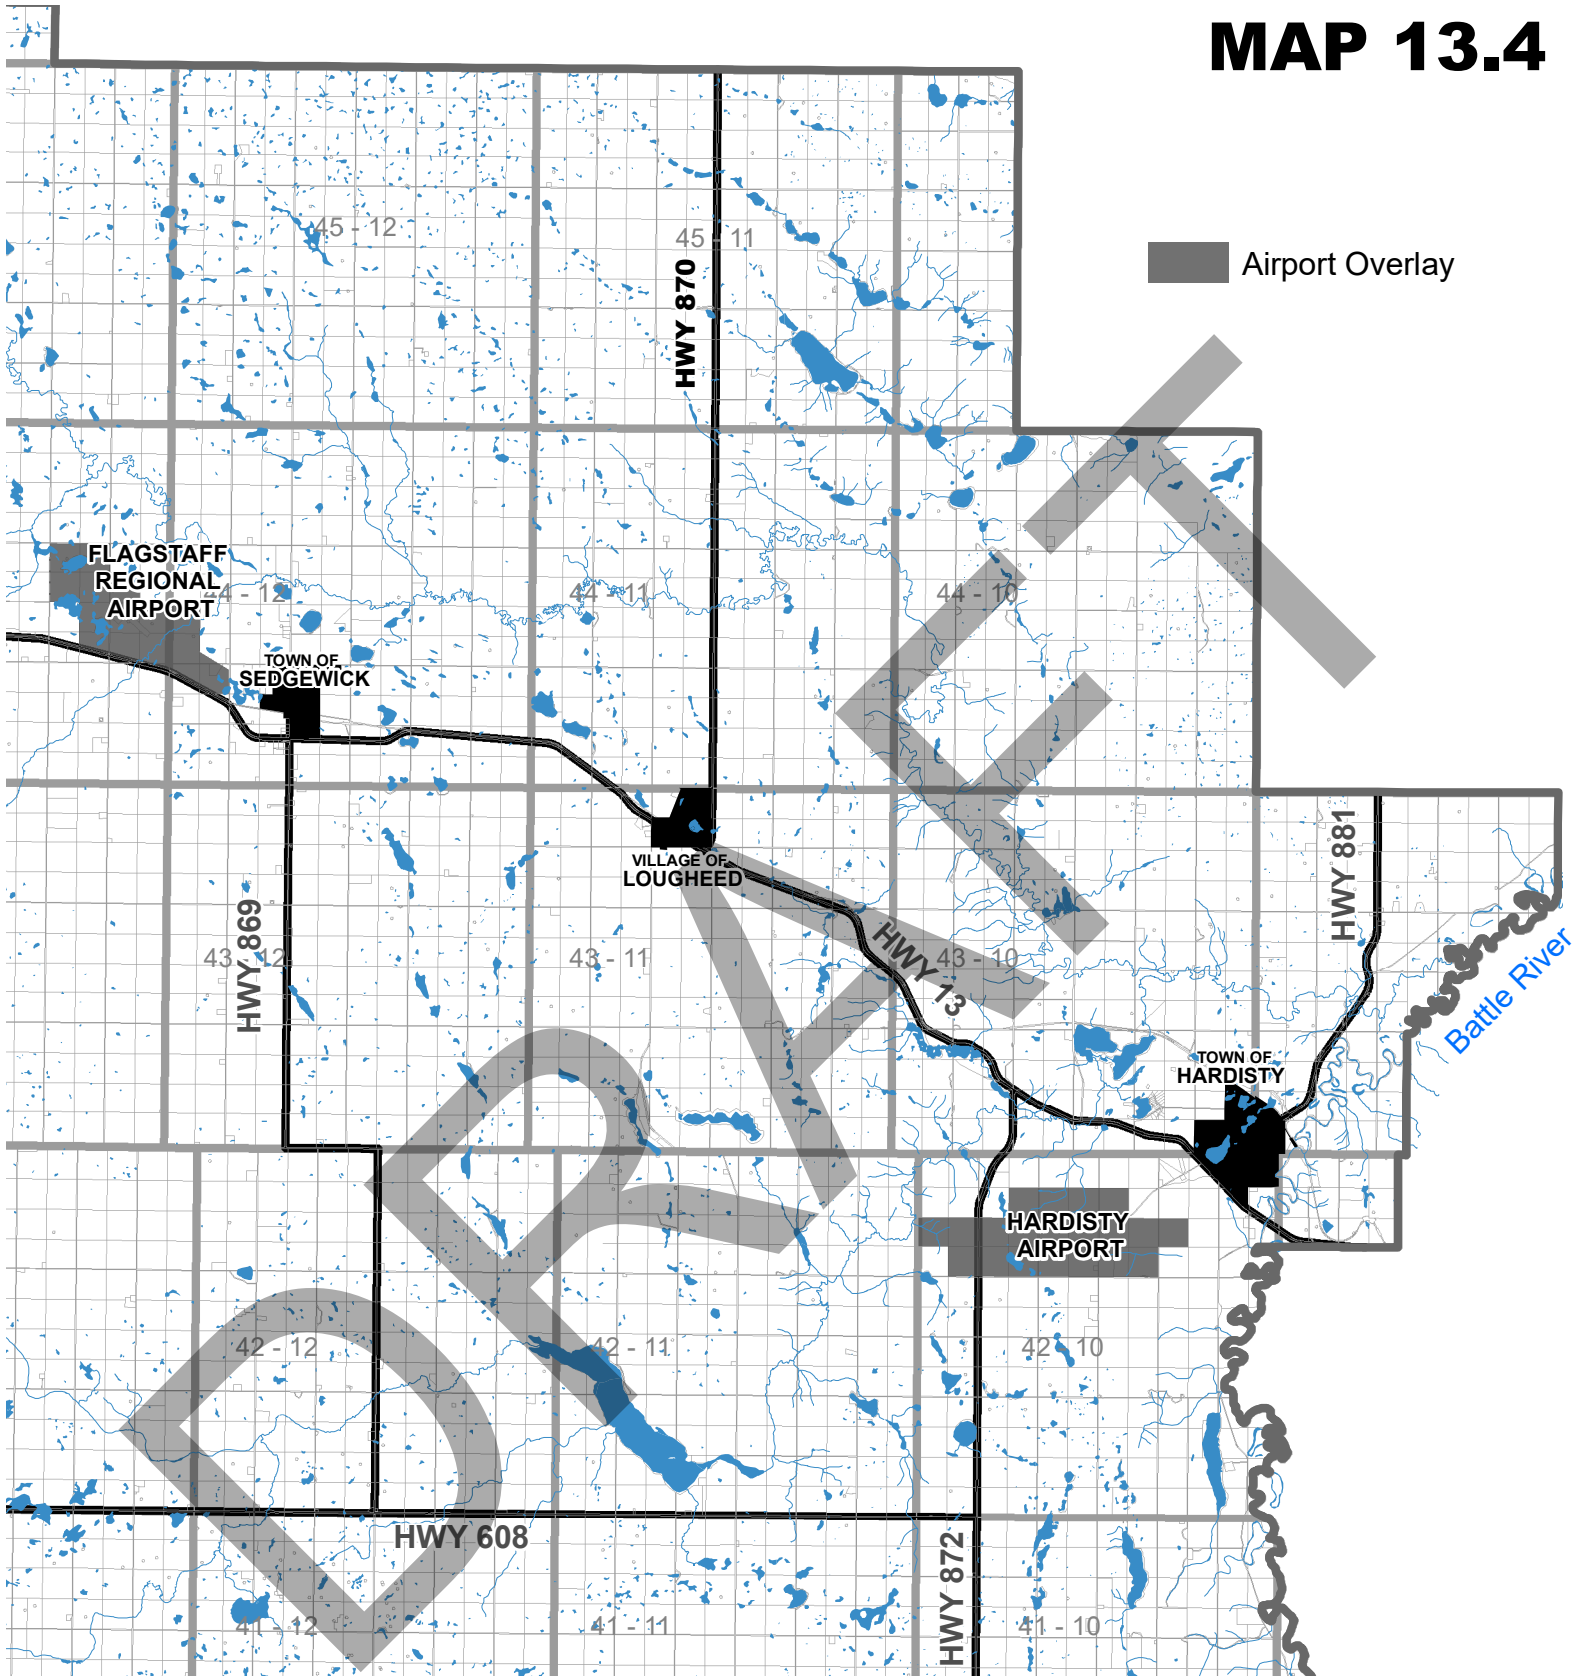 MAP 13.4
45 - 12
45 - 11
HWY 870
Airport Overlay
FLAGSTAFF
REGIONAL
AIRPORT
44 - 12
44 - 11
44 - 10
TOWN OF
SEDGEWICK
VILLAGE OF
LOUGHEED
HWY 881
HWY 869
43 - 12
43 - 11
HWY 13
43 - 10
Battle River
TOWN OF
HARDISTY
HARDISTY
AIRPORT
42 - 12
42 - 11
42 - 10
HWY 608
HWY 872
41 - 12
41 - 11
41 - 10
DRAFT